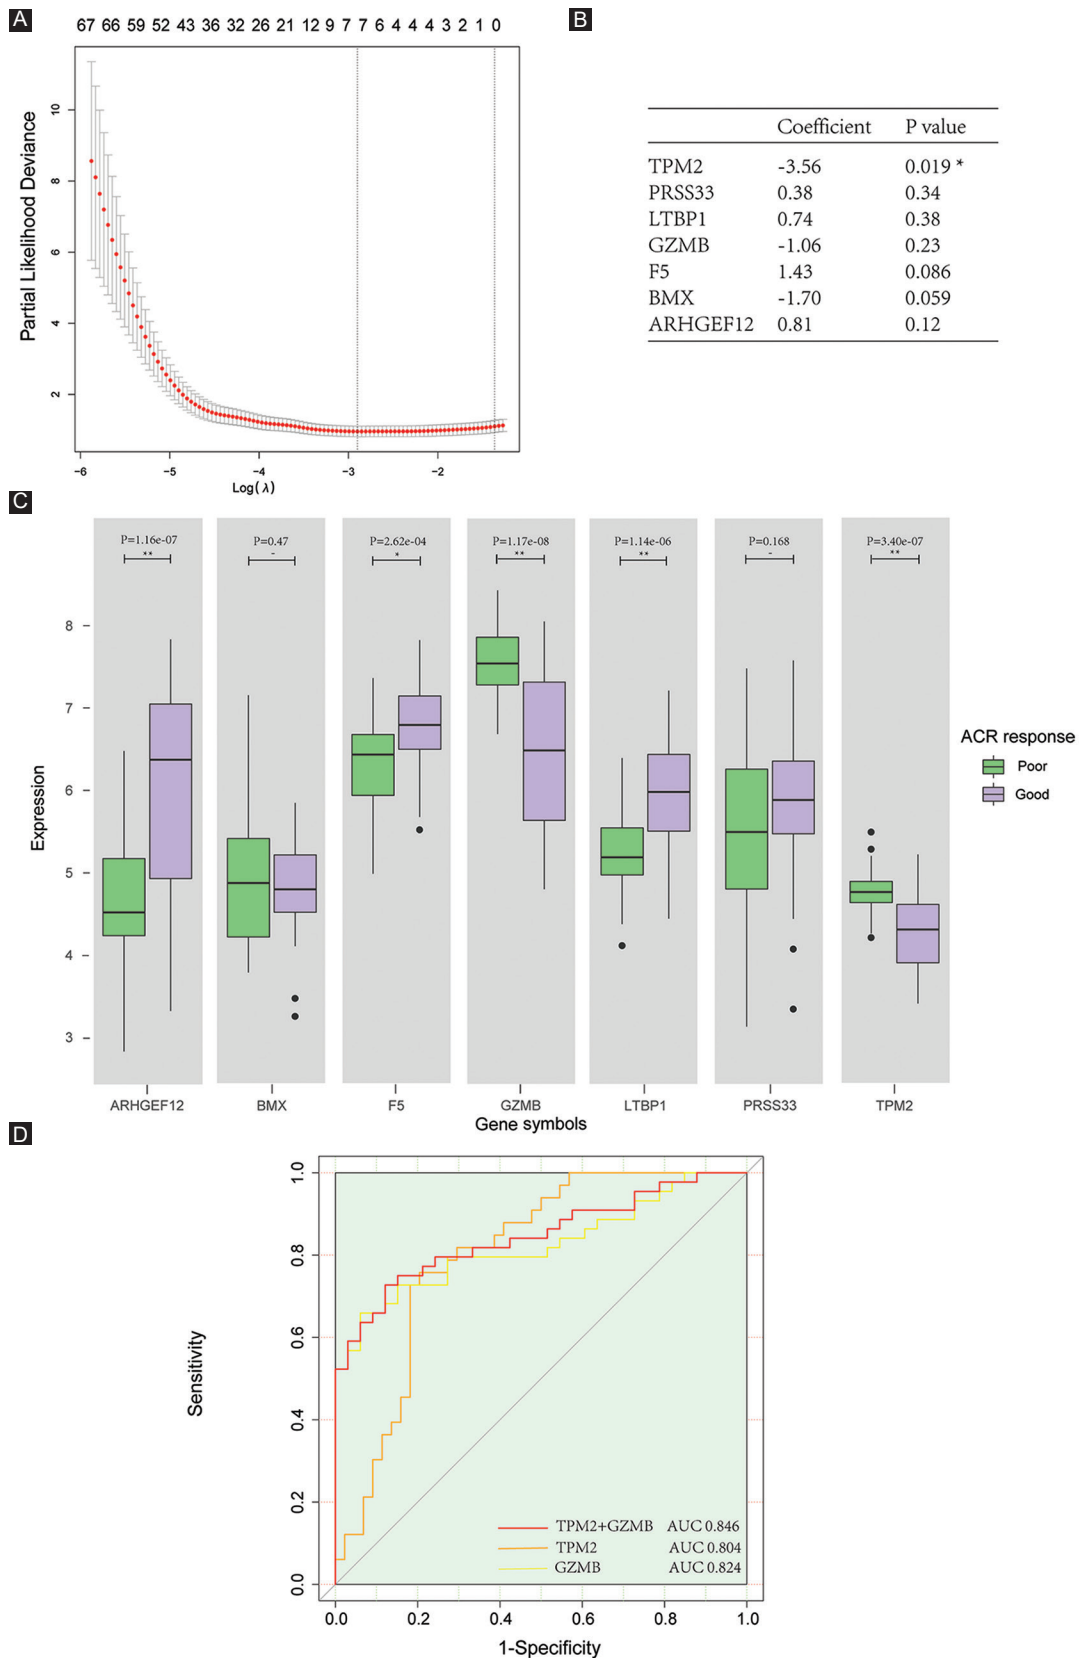 A
67 66 59 52 43 36 32 26 21 12 9 7 7 6 4 4 4 3 2 1 0
Partial Likelihood Deviance
10
8
6
4
2
−6 −5 −4 −3 −2
Log(λ)
B
Coefficient P value
TPM2 -3.56 0.019 *
PRSS33 0.38 0.34
LTBP1 0.74 0.38
GZMB -1.06 0.23
F5 1.43 0.086
BMX -1.70 0.059
ARHGEF12 0.81 0.12
C
P=1.16e-07 P=0.47 P=2.62e-04 P=1.17e-08 P=1.14e-06 P=0.168 P=3.40e-07
** - * ** ** - **
Expression
8
7
6
5
4
3
ACR response
Poor
Good
ARHGEF12 BMX F5 GZMB LTBP1 PRSS33 TPM2
Gene symbols
D
Sensitivity
1.0
0.8
0.6
0.4
0.2
0.0
TPM2+GZMB AUC 0.846
TPM2 AUC 0.804
GZMB AUC 0.824
0.0 0.2 0.4 0.6 0.8 1.0
1-Specificity